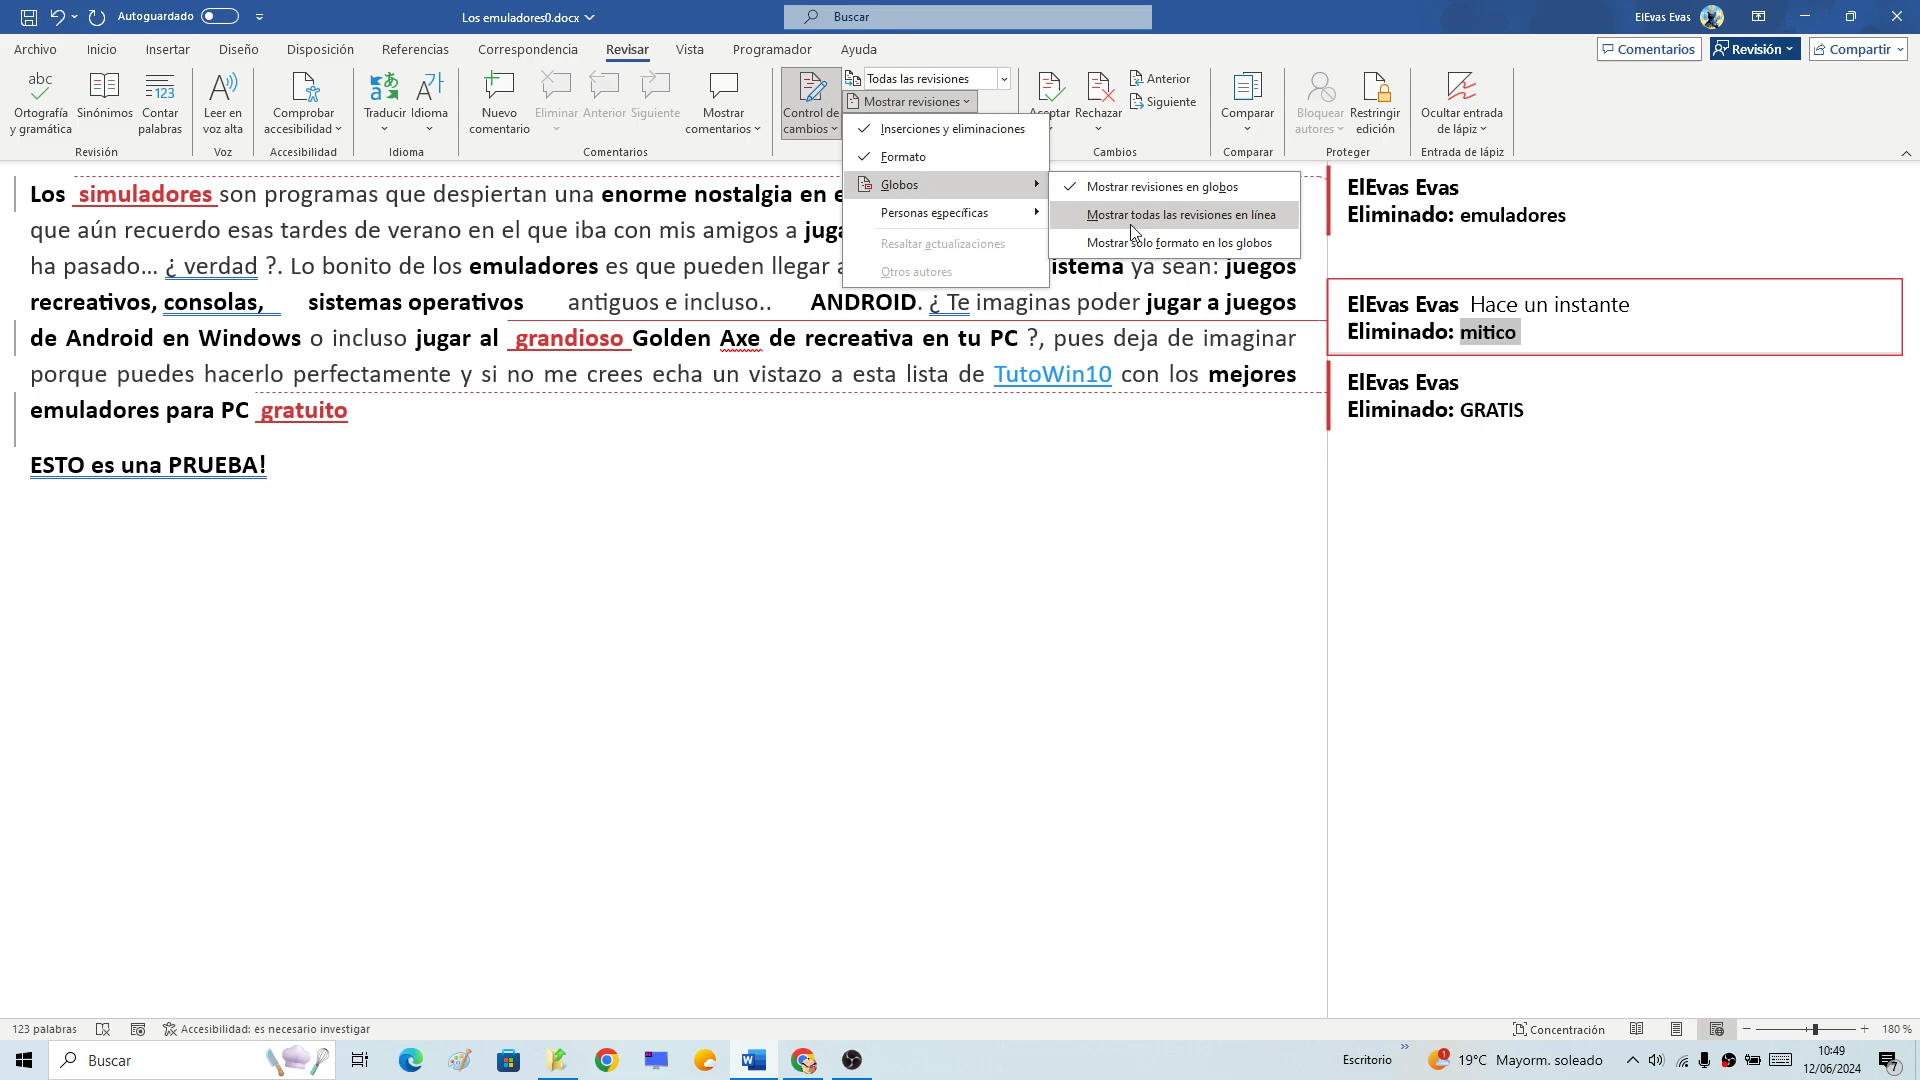 Autoguardado
Los emuladores0.docx
Buscar
ElEvas Evas
Archivo Inicio Insertar Diseño Disposición Referencias Correspondencia Revisar Vista Programador Ayuda
Comentarios Revisión Compartir
abc
Ortografía y gramática
Sinónimos
123
Contar palabras
Revisión
Leer en voz alta
Voz
Comprobar accesibilidad
Accesibilidad
Traducir
Idioma
Idioma
Nuevo comentario
Eliminar
Anterior
Siguiente
Mostrar comentarios
Comentarios
Control de cambios
Todas las revisiones
Mostrar revisiones
Aceptar
Rechazar
Anterior
Siguiente
Cambios
Comparar
Comparar
Bloquear autores
Restringir edición
Proteger
Ocultar entrada de lápiz
Entrada de lápiz
Inserciones y eliminaciones
Formato
Globos
Personas específicas
Resaltar actualizaciones
Otros autores
Mostrar revisiones en globos
Mostrar todas las revisiones en línea
Mostrar sólo formato en los globos
Los simuladores son programas que despiertan una enorme nostalgia en e
que aún recuerdo esas tardes de verano en el que iba con mis amigos a juga
ha pasado... ¿ verdad ?. Lo bonito de los emuladores es que pueden llegar a istema ya sean: juegos
recreativos, consolas, sistemas operativos antiguos e incluso.. ANDROID. ¿ Te imaginas poder jugar a juegos
de Android en Windows o incluso jugar al grandioso Golden Axe de recreativa en tu PC ?, pues deja de imaginar
porque puedes hacerlo perfectamente y si no me crees echa un vistazo a esta lista de TutoWin10 con los mejores
emuladores para PC gratuito
ESTO es una PRUEBA!
ElEvas Evas
Eliminado: emuladores
ElEvas Evas Hace un instante
Eliminado: mitico
ElEvas Evas
Eliminado: GRATIS
123 palabras
Accesibilidad: es necesario investigar
Concentración
180 %
Buscar
Escritorio
1
19°C Mayorm. soleado
10:49
12/06/2024
7